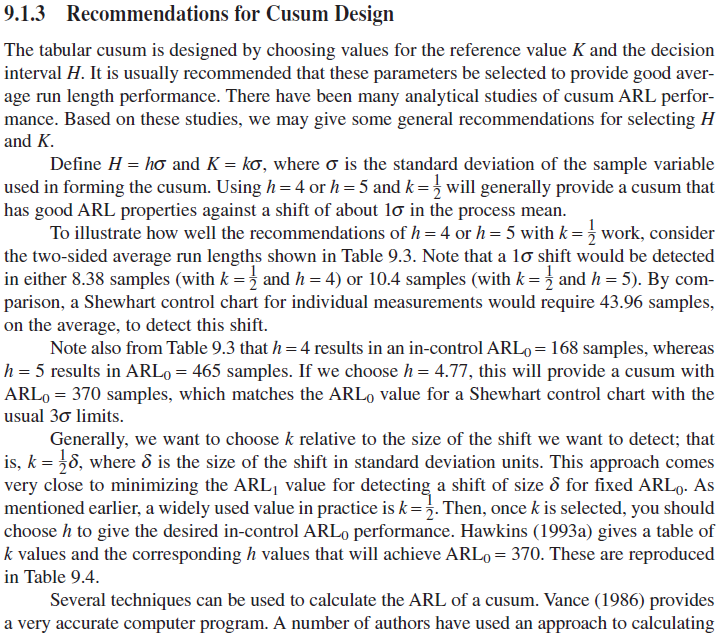 9.1.3 Recommendations for Cusum Design
The tabular cusum is designed by choosing values for the reference value K and the decision
interval H. It is usually recommended that these parameters be selected to provide good aver-
age run length performance. There have been many analytical studies of cusum ARL perfor-
mance. Based on these studies, we may give some general recommendations for selecting H
and K.
Define H = hσ and K = kσ, where σ is the standard deviation of the sample variable
used in forming the cusum. Using h = 4 or h = 5 and k = ½ will generally provide a cusum that
has good ARL properties against a shift of about 1σ in the process mean.
To illustrate how well the recommendations of h = 4 or h = 5 with k = ½ work, consider
the two-sided average run lengths shown in Table 9.3. Note that a 1σ shift would be detected
in either 8.38 samples (with k = ½ and h = 4) or 10.4 samples (with k = ½ and h = 5). By com-
parison, a Shewhart control chart for individual measurements would require 43.96 samples,
on the average, to detect this shift.
Note also from Table 9.3 that h = 4 results in an in-control ARL₀ = 168 samples, whereas
h = 5 results in ARL₀ = 465 samples. If we choose h = 4.77, this will provide a cusum with
ARL₀ = 370 samples, which matches the ARL₀ value for a Shewhart control chart with the
usual 3σ limits.
Generally, we want to choose k relative to the size of the shift we want to detect; that
is, k = ½δ, where δ is the size of the shift in standard deviation units. This approach comes
very close to minimizing the ARL₁ value for detecting a shift of size δ for fixed ARL₀. As
mentioned earlier, a widely used value in practice is k = ½. Then, once k is selected, you should
choose h to give the desired in-control ARL₀ performance. Hawkins (1993a) gives a table of
k values and the corresponding h values that will achieve ARL₀ = 370. These are reproduced
in Table 9.4.
Several techniques can be used to calculate the ARL of a cusum. Vance (1986) provides
a very accurate computer program. A number of authors have used an approach to calculating